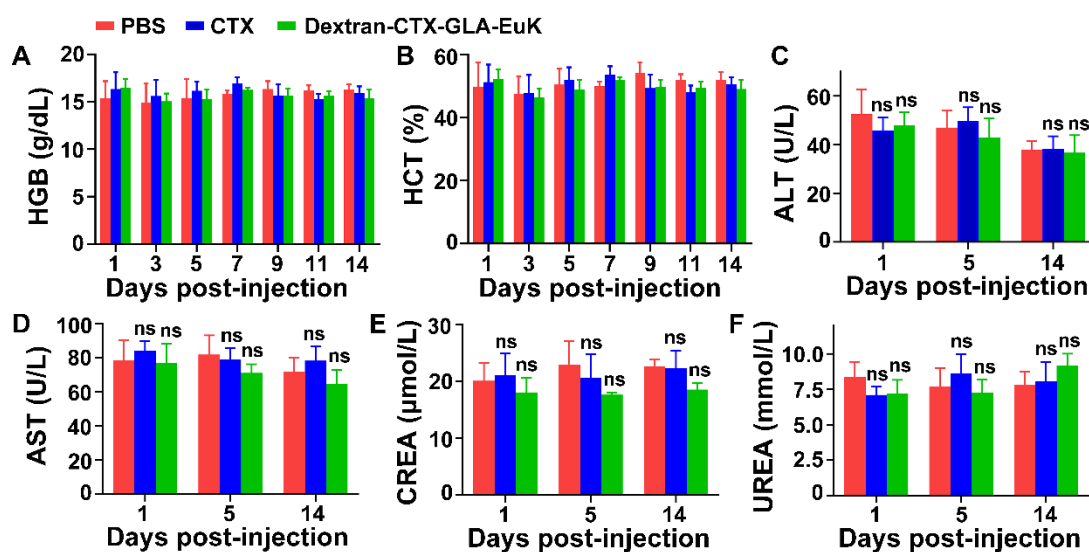 PBS CTX Dextran-CTX-GLA-EuK
A
HGB (g/dL)
20
15
10
5
0
1 3 5 7 9 11 14
Days post-injection
B
HCT (%)
60
40
20
0
1 3 5 7 9 11 14
Days post-injection
C
ALT (U/L)
60
40
20
0
ns ns ns ns ns ns
1 5 14
Days post-injection
D
AST (U/L)
100
80
60
40
20
0
ns ns ns ns ns ns
1 5 14
Days post-injection
E
CREA (μmol/L)
30
20
10
0
ns ns ns ns ns ns
1 5 14
Days post-injection
F
UREA (mmol/L)
10.0
7.5
5.0
2.5
0
ns ns ns ns ns ns
1 5 14
Days post-injection